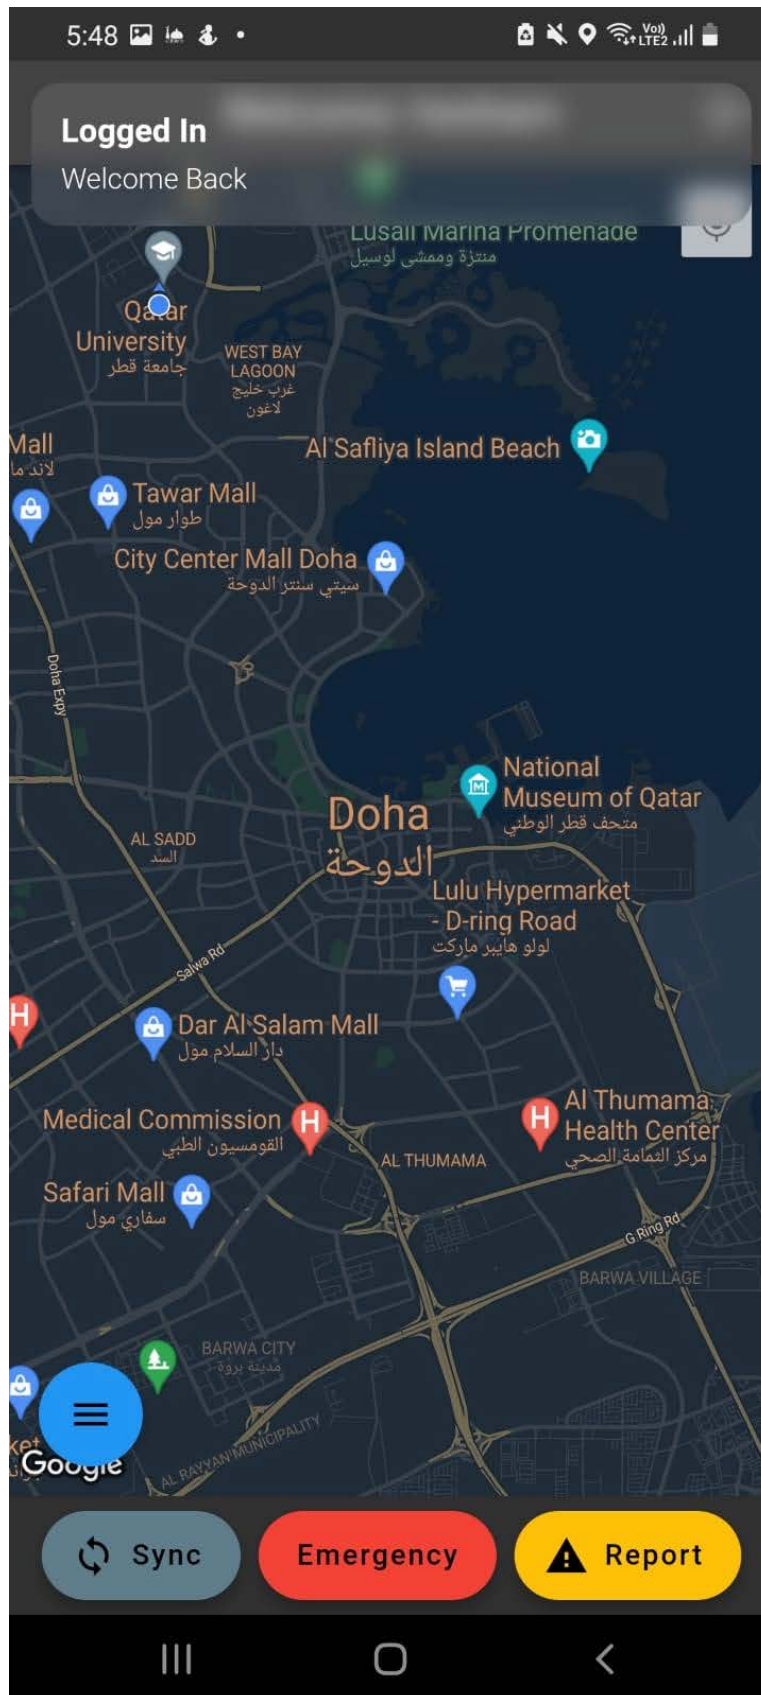 5:48
Vo))
LTE2
Logged In
Welcome Back
Lusail Marina Promenade
منتزة وممشى لوسيل
Qatar
University
جامعة قطر
WEST BAY
LAGOON
غرب خليج
لاغون
Al Safliya Island Beach
Mall
لاند ما
Tawar Mall
طوار مول
City Center Mall Doha
سيتي سنتر الدوحة
Doha Expy
National
Museum of Qatar
متحف قطر الوطني
Doha
الدوحة
AL SADD
السد
Lulu Hypermarket
- D-ring Road
لولو هايبر ماركت
Salwa Rd
H
Dar Al Salam Mall
دار السلام مول
Medical Commission
H
القومسيون الطبي
H
Al Thumama
Health Center
مركز الثمامة الصحي
AL THUMAMA
Safari Mall
سفاري مول
G Ring Rd
BARWA VILLAGE
BARWA CITY
مدينة بروة
AL RAYYAN MUNICIPALITY
ket
Google
Sync
Emergency
Report